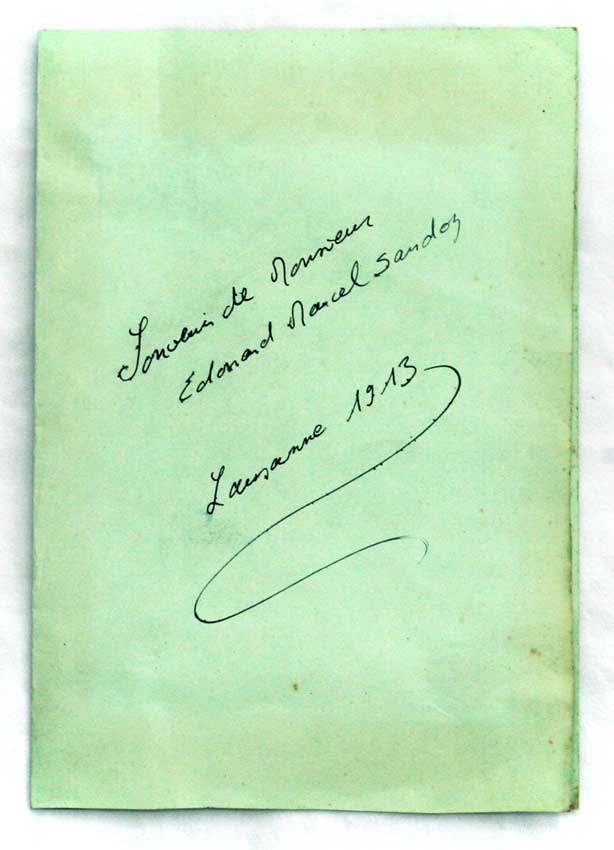 Souvenir de Monsieur
Edouard Marcel Sandoz
Lausanne 1913